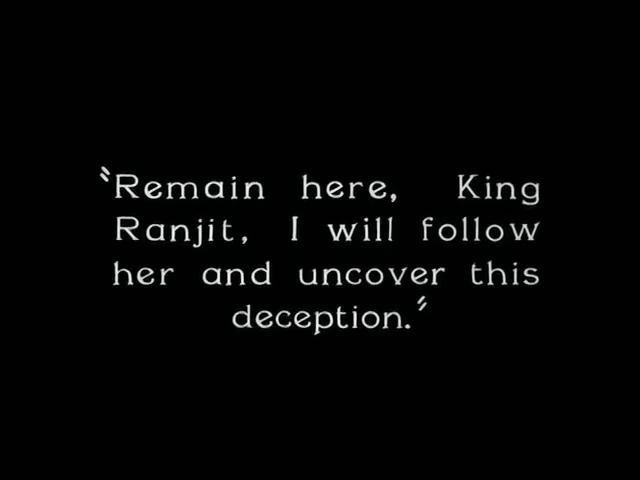 "Remain here, King
Ranjit, I will follow
her and uncover this
deception."